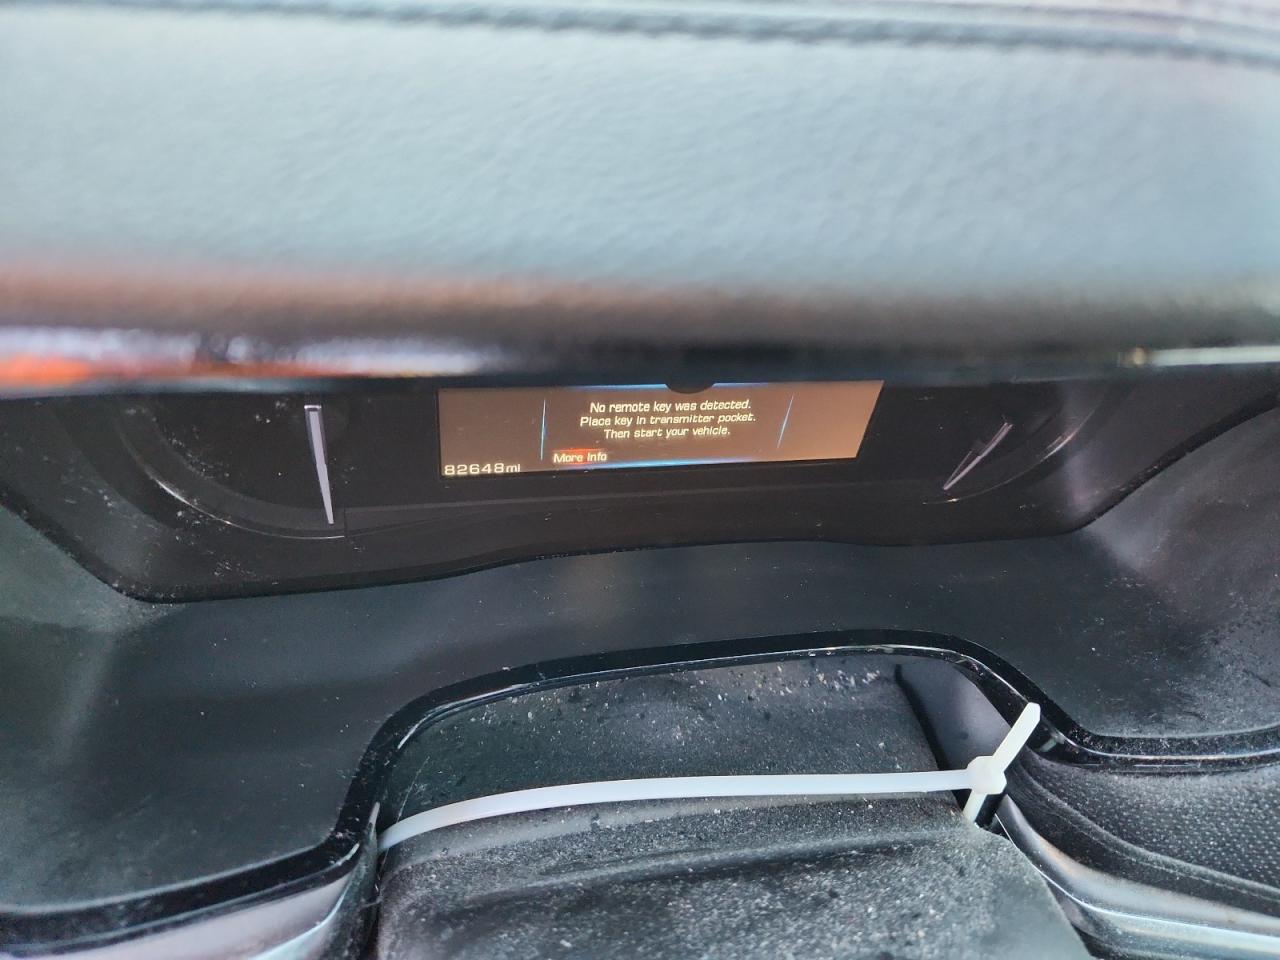 No remote key was detected.
Place key in transmitter pocket.
Then start your vehicle.
More Info
82648mi